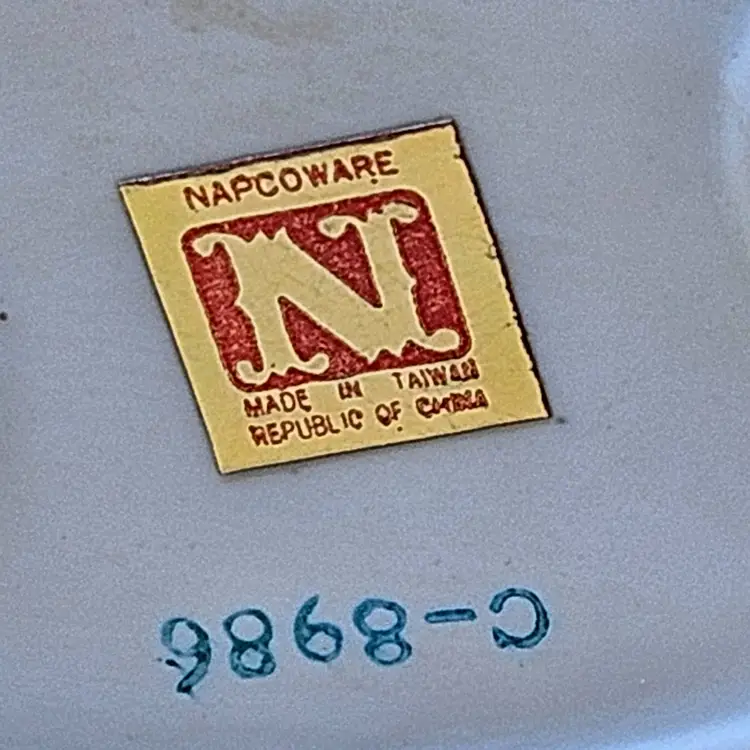 NAPCOWARE
N
MADE IN TAIWAN
REPUBLIC OF CHINA
C-8986